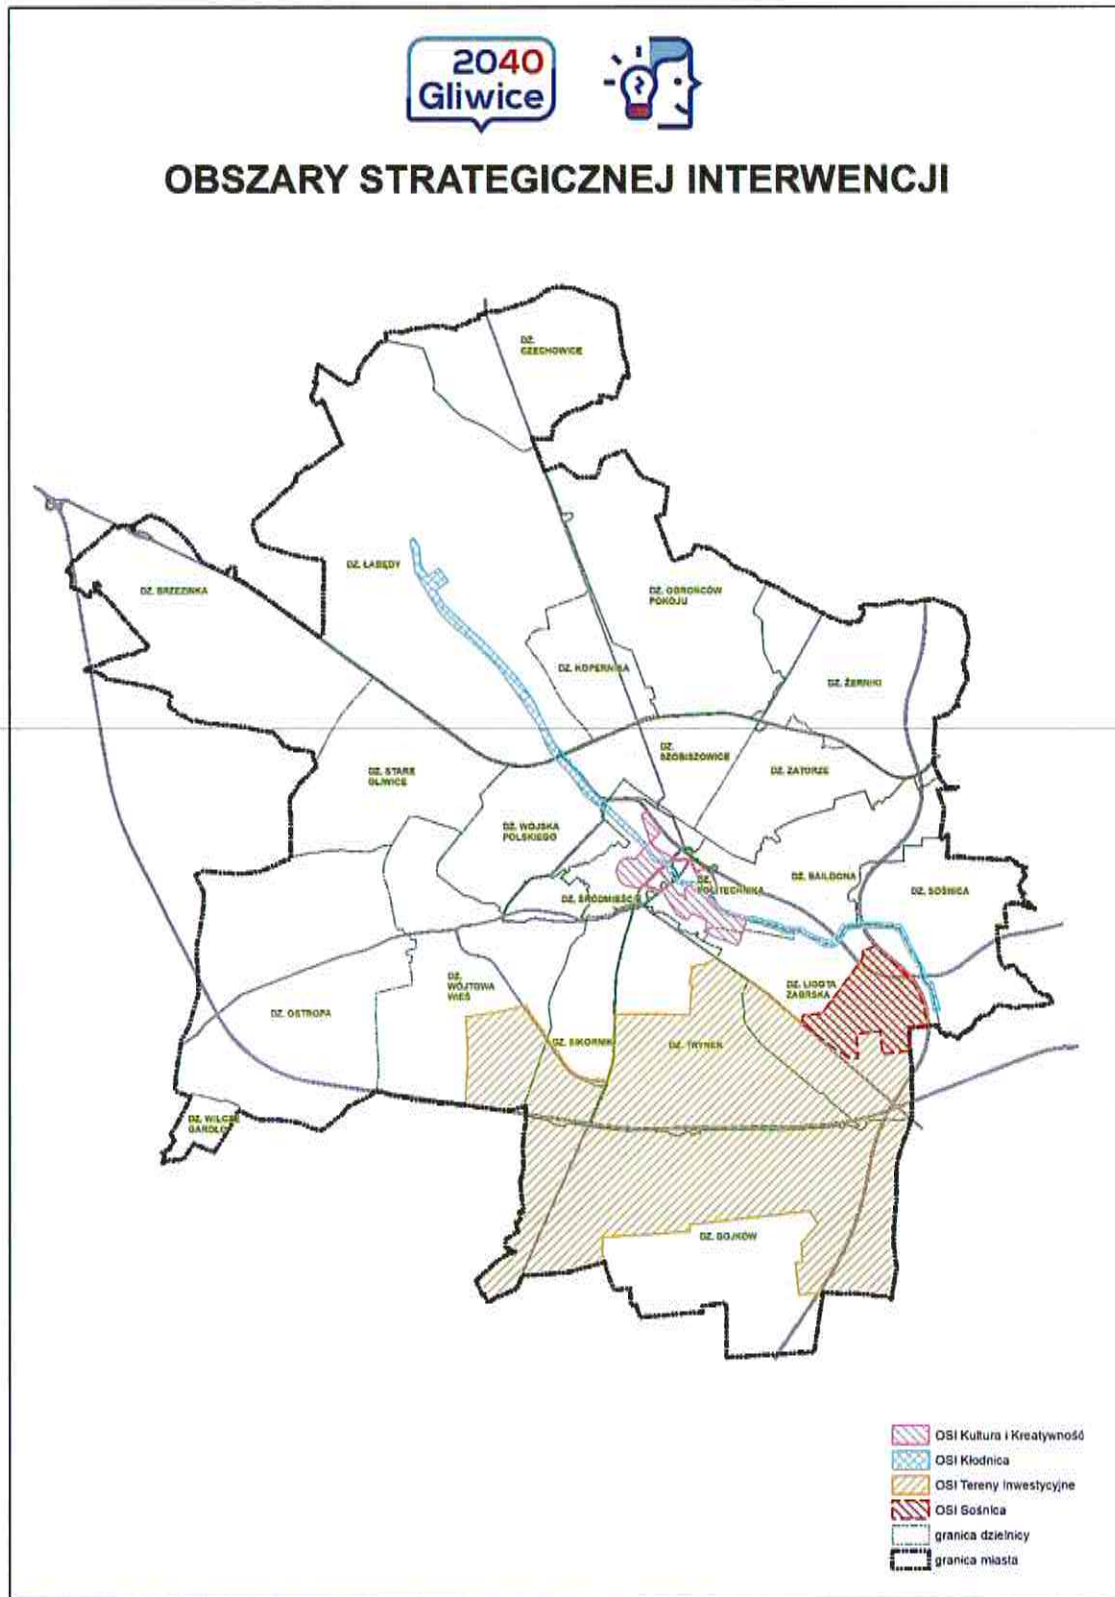 2040
Gliwice
OBSZARY STRATEGICZNEJ INTERWENCJI
DZ.
CZECHOWICE
DZ. ŁABĘDY
DZ. BRZEZINKA
DZ. OBROŃCÓW
POKOJU
DZ. KOPERNIKA
DZ. ŻERNIKI
DZ.
SZOBISZOWICE
DZ. ZATORZE
DZ. STARE
GLIWICE
DZ. WOJSKA
POLSKIEGO
DZ. BAILDONA
DZ.
POLITECHNIKA
DZ. SOŚNICA
DZ. ŚRÓDMIEŚCIE
DZ.
WÓJTOWA
WIEŚ
DZ. LIGOTA
ZABRSKA
DZ. OSTROPA
DZ. SIKORNIK
DZ. TRYNEK
DZ. WILCZE
GARDŁO
DZ. BOJKÓW
OSI Kultura i Kreatywność
OSI Kłodnica
OSI Tereny Inwestycyjne
OSI Sośnica
granica dzielnicy
granica miasta